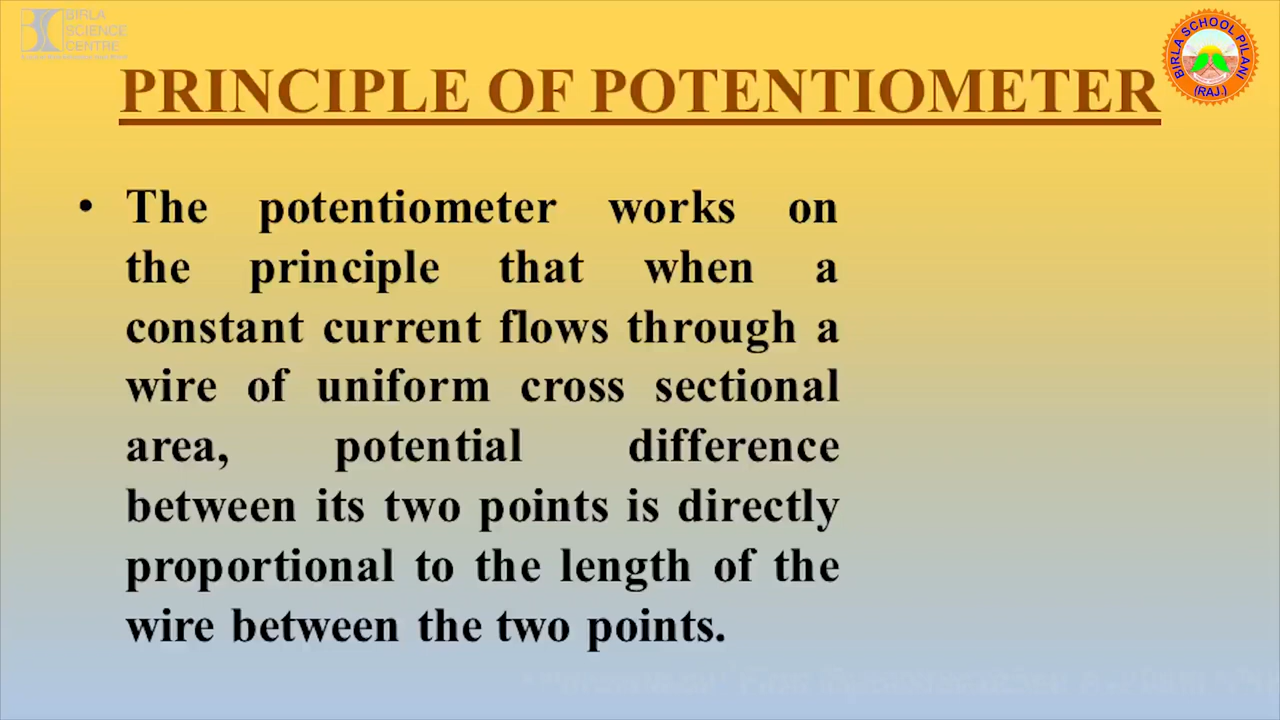 BIRLA
SCIENCE
CENTRE
BIRLA SCHOOL PILANI
(RAJ.)
PRINCIPLE OF POTENTIOMETER
• The potentiometer works on
the principle that when a
constant current flows through a
wire of uniform cross sectional
area, potential difference
between its two points is directly
proportional to the length of the
wire between the two points.